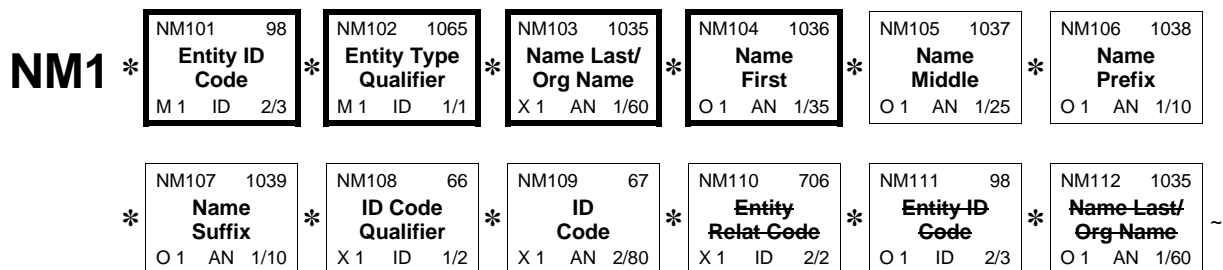 NM101 98 NM102 1065 NM103 1035 NM104 1036 NM105 1037 NM106 1038
NM1 * Entity ID Code * Entity Type Qualifier * Name Last/ Org Name * Name First * Name Middle * Name Prefix
M 1 ID 2/3 M 1 ID 1/1 X 1 AN 1/60 O 1 AN 1/35 O 1 AN 1/25 O 1 AN 1/10
NM107 1039 NM108 66 NM109 67 NM110 706 NM111 98 NM112 1035
* Name Suffix * ID Code Qualifier * ID Code * Entity Relat Code * Entity ID Code * Name Last/ Org Name ~
O 1 AN 1/10 X 1 ID 1/2 X 1 AN 2/80 X 1 ID 2/2 O 1 ID 2/3 O 1 AN 1/60